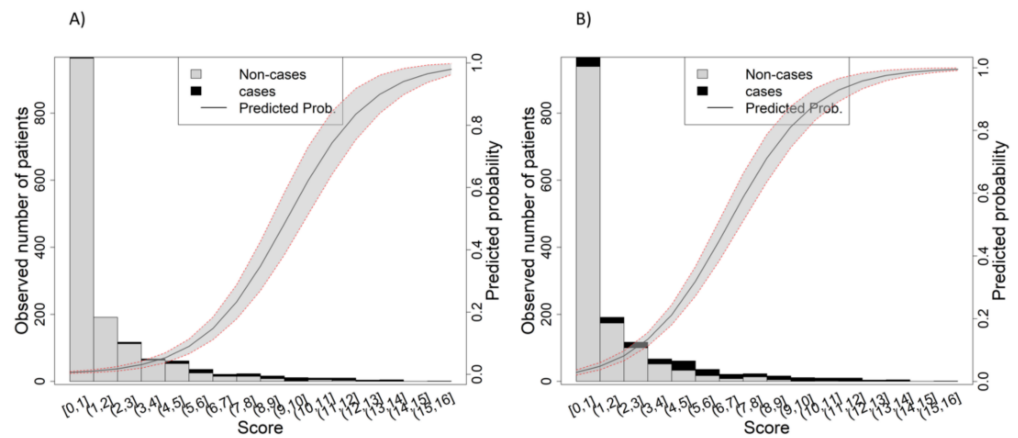 A)
Non-cases
cases
Predicted Prob.
Observed number of patients
0 200 400 600 800
Predicted probability
0.0 0.2 0.4 0.6 0.8 1.0
[0,1] (1,2] (2,3] (3,4] (4,5] (5,6] (6,7] (7,8] (8,9] (9,10] (10,11] (11,12] (12,13] (13,14] (14,15] (15,16]
Score
B)
Non-cases
cases
Predicted Prob.
Observed number of patients
0 200 400 600 800
Predicted probability
0.0 0.2 0.4 0.6 0.8 1.0
[0,1] (1,2] (2,3] (3,4] (4,5] (5,6] (6,7] (7,8] (8,9] (9,10] (10,11] (11,12] (12,13] (13,14] (14,15] (15,16]
Score